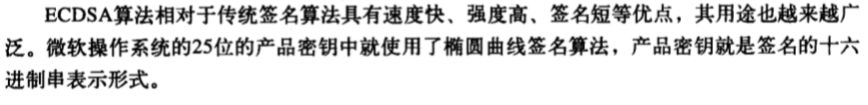 ECDSA算法相对于传统签名算法具有速度快、强度高、签名短等优点，其用途也越来越广
泛。微软操作系统的25位的产品密钥中就使用了椭圆曲线签名算法，产品密钥就是签名的十六
进制串表示形式。